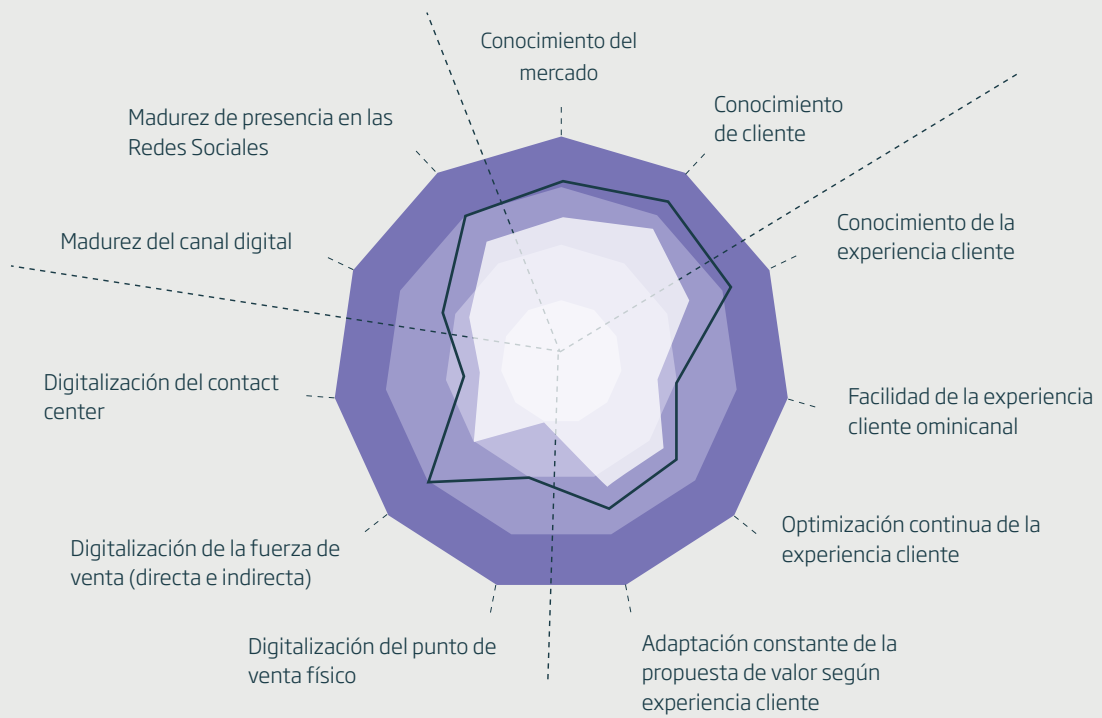 Conocimiento del
mercado
Conocimiento
de cliente
Conocimiento de la
experiencia cliente
Facilidad de la experiencia
cliente ominicanal
Optimización continua de la
experiencia cliente
Adaptación constante de la
propuesta de valor según
experiencia cliente
Digitalización del punto de
venta físico
Digitalización de la fuerza de
venta (directa e indirecta)
Digitalización del contact
center
Madurez del canal digital
Madurez de presencia en las
Redes Sociales